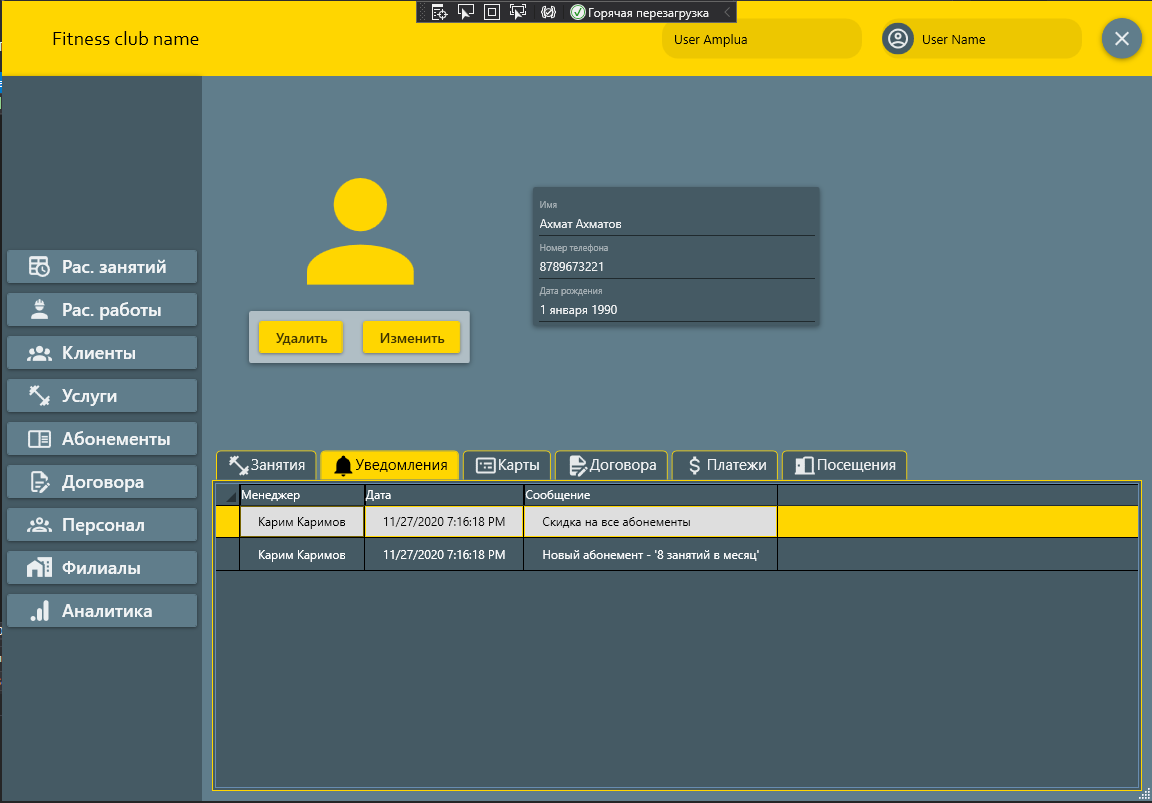 Горячая перезагрузка
Fitness club name
User Amplua
User Name
Рас. занятий
Рас. работы
Клиенты
Услуги
Абонементы
Договора
Персонал
Филиалы
Аналитика
Имя
Ахмат Ахматов
Номер телефона
8789673221
Дата рождения
1 января 1990
Удалить Изменить
Занятия Уведомления Карты Договора Платежи Посещения
Менеджер Дата Сообщение
Карим Каримов 11/27/2020 7:16:18 PM Скидка на все абонементы
Карим Каримов 11/27/2020 7:16:18 PM Новый абонемент - '8 занятий в месяц'